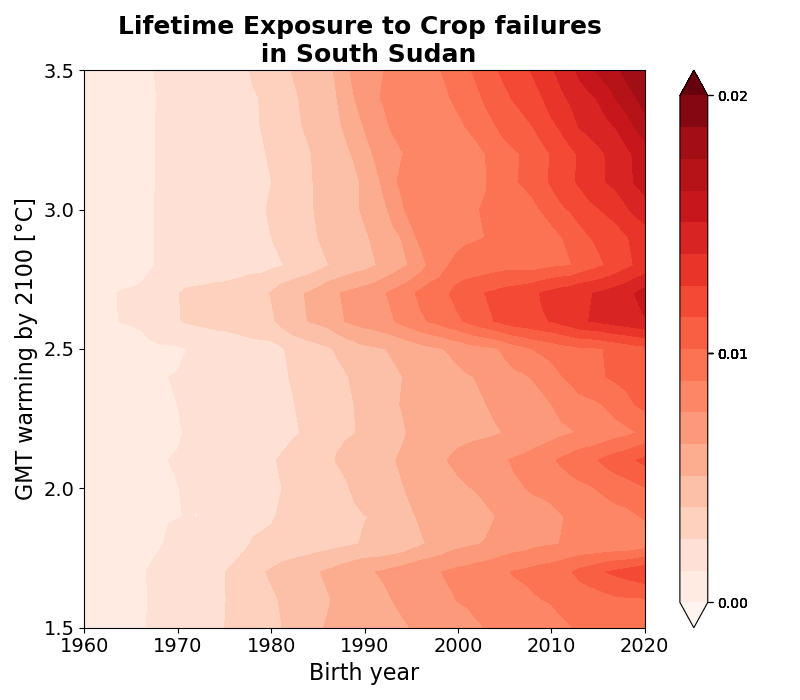 Lifetime Exposure to Crop failures
in South Sudan
GMT warming by 2100 [°C]
3.5
3.0
2.5
2.0
1.5
1960 1970 1980 1990 2000 2010 2020
Birth year
0.02
0.01
0.00